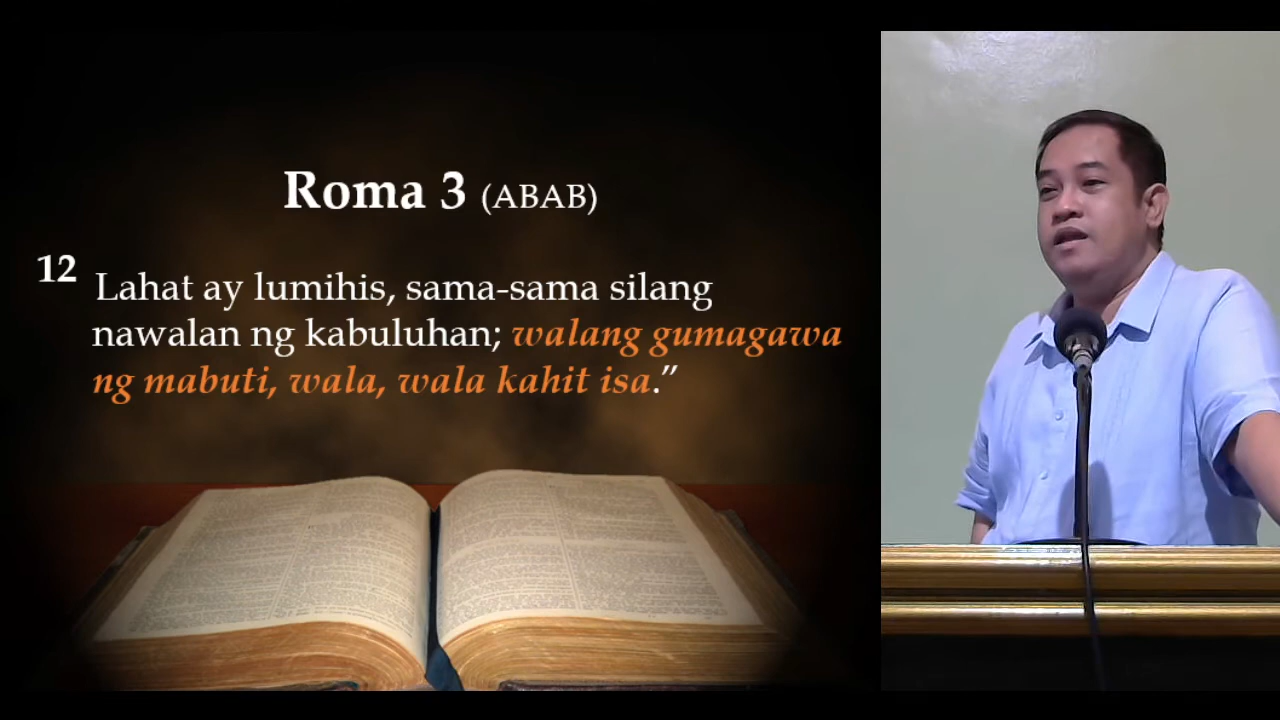 Roma 3 (ABAB)
12 Lahat ay lumihis, sama-sama silang
nawalan ng kabuluhan; walang gumagawa
ng mabuti, wala, wala kahit isa.”